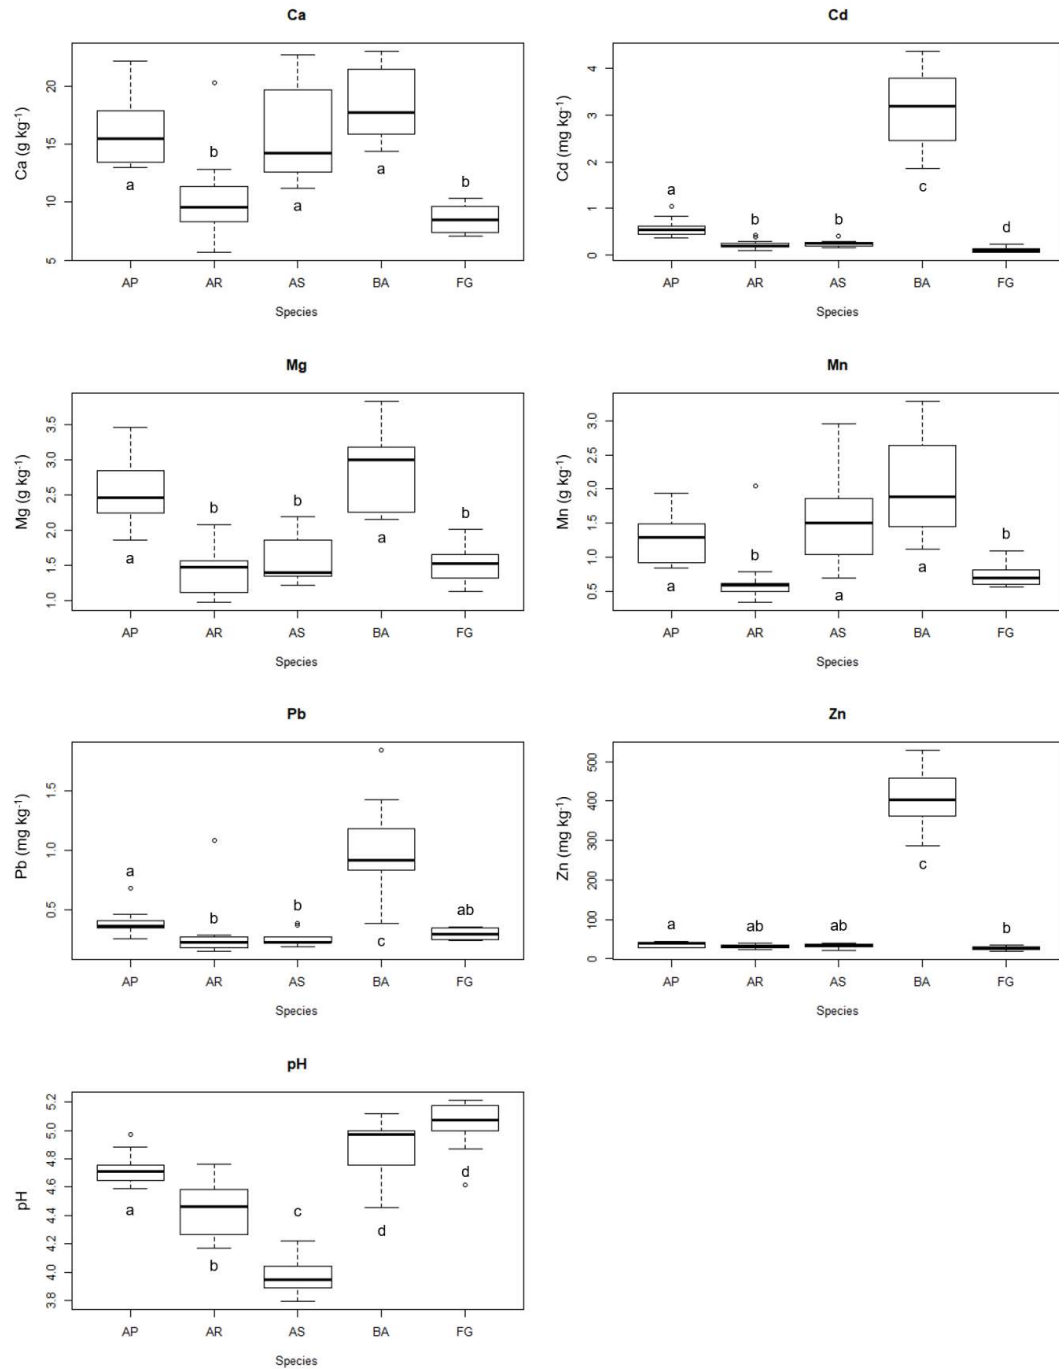 Ca
Cd
Ca (g kg-1)
5
10
15
20
a
b
a
a
b
AP AR AS BA FG
Species
Cd (mg kg-1)
0
1
2
3
4
a
b
b
c
d
AP AR AS BA FG
Species
Mg
Mn
Mg (g kg-1)
1.0
1.5
2.0
2.5
3.0
3.5
a
b
b
a
b
AP AR AS BA FG
Species
Mn (g kg-1)
0.5
1.0
1.5
2.0
2.5
3.0
a
b
a
a
b
AP AR AS BA FG
Species
Pb
Zn
Pb (mg kg-1)
0.5
1.0
1.5
a
b
b
c
ab
AP AR AS BA FG
Species
Zn (mg kg-1)
0
100
200
300
400
500
a
ab
ab
c
b
AP AR AS BA FG
Species
pH
pH
3.8
4.0
4.2
4.4
4.6
4.8
5.0
5.2
a
b
c
d
d
AP AR AS BA FG
Species